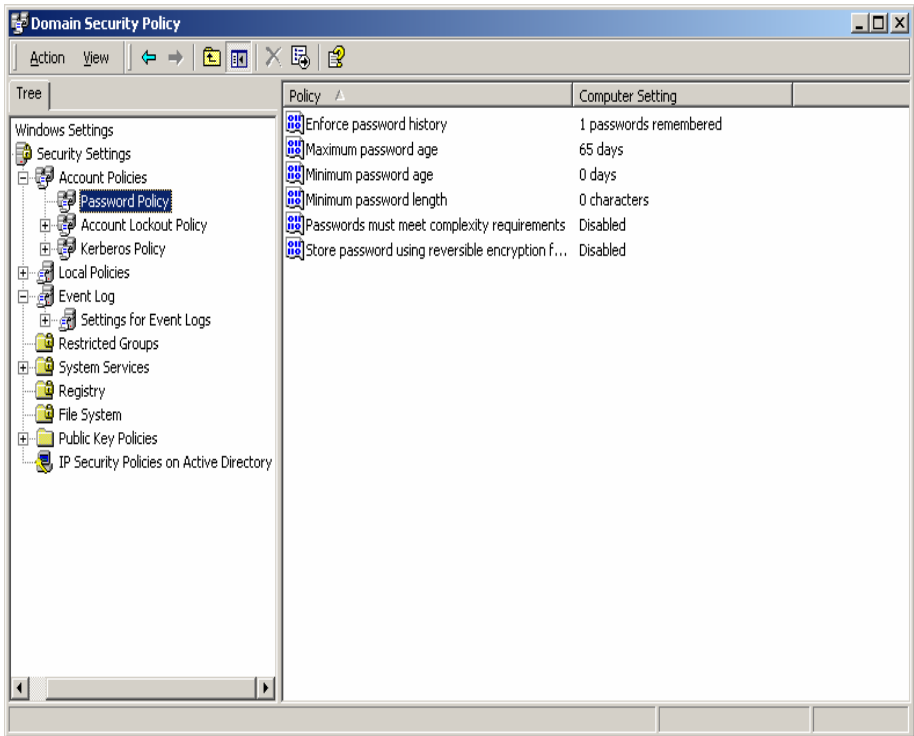 Domain Security Policy
Action View
Tree
Policy Computer Setting
Windows Settings
Security Settings
Account Policies
Password Policy
Account Lockout Policy
Kerberos Policy
Local Policies
Event Log
Settings for Event Logs
Restricted Groups
System Services
Registry
File System
Public Key Policies
IP Security Policies on Active Directory
Enforce password history 1 passwords remembered
Maximum password age 65 days
Minimum password age 0 days
Minimum password length 0 characters
Passwords must meet complexity requirements Disabled
Store password using reversible encryption f... Disabled